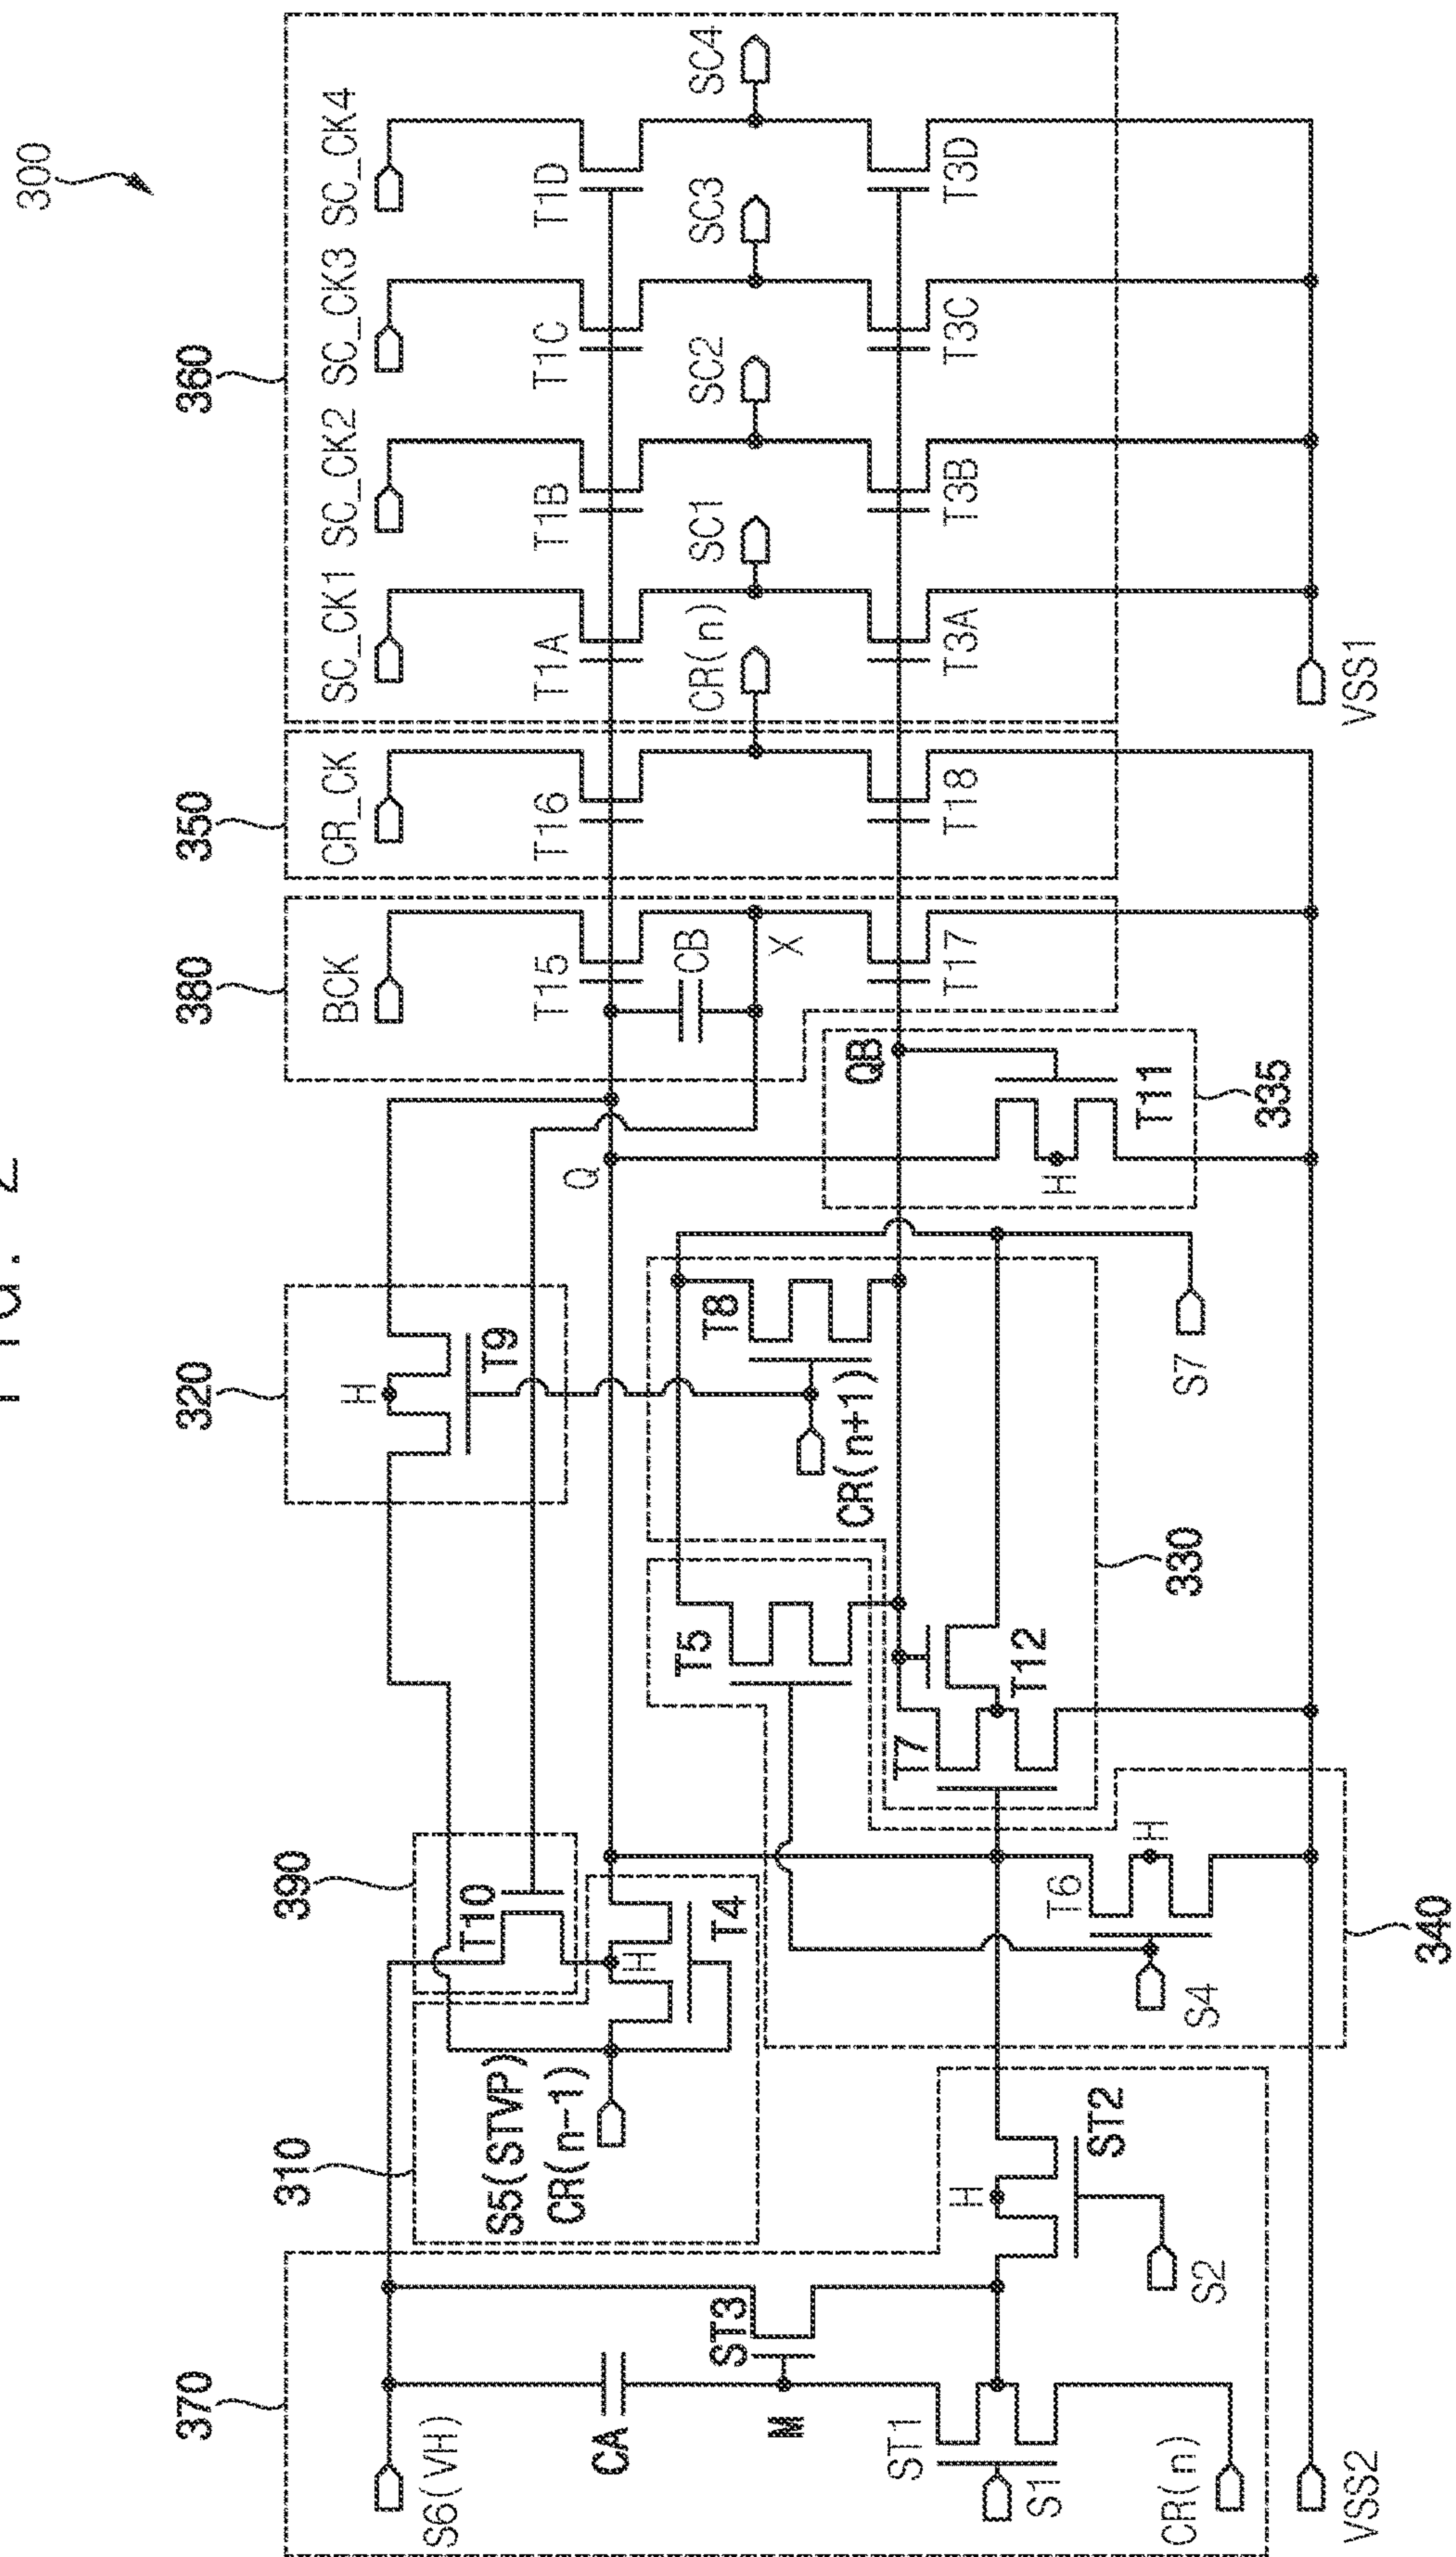 FIG. 2
300
370
310
390
320
380
350
360
S6(VH)
BCK
CR_CK
SC_CK1
SC_CK2
SC_CK3
SC_CK4
H
T9
T10
T15
T16
T1A
T1B
T1C
T1D
S5(STVP)
CR(n-1)
H
T4
Q
CA
CB
X
CR(n)
SC1
SC2
SC3
SC4
ST3
M
T5
T8
CR(n+1)
QB
T17
T18
T3A
T3B
T3C
T3D
ST1
S1
H
ST2
S2
T7
T12
H
T11
335
T6
H
S4
340
330
S7
CR(n)
VSS2
VSS1